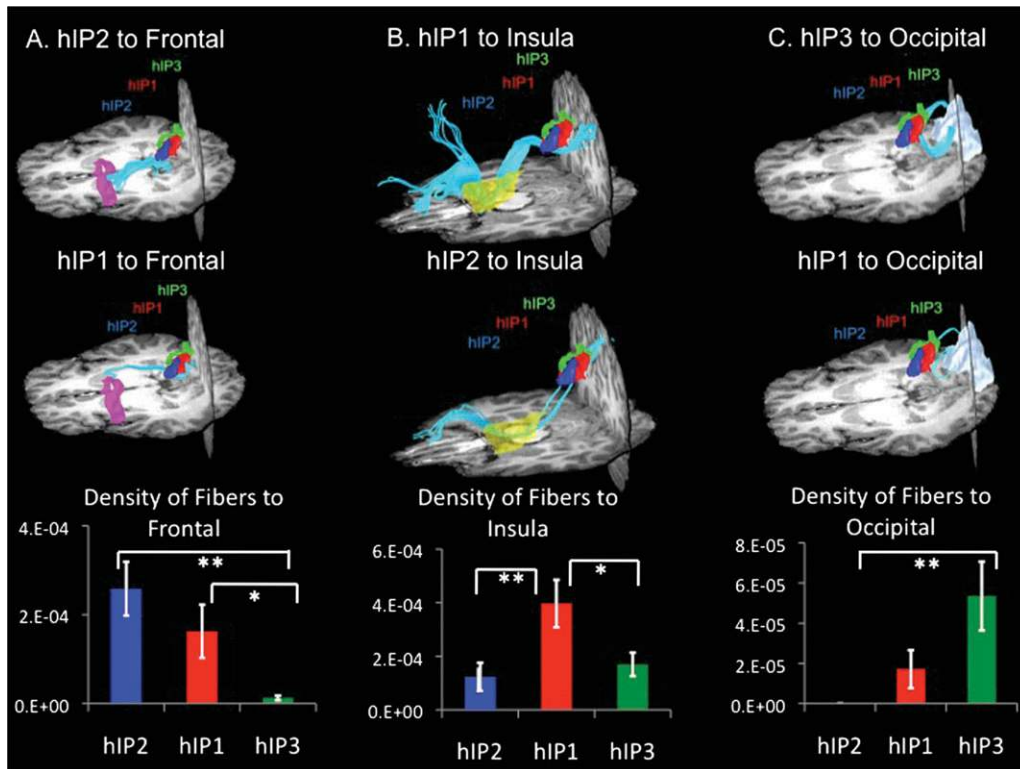 A. hIP2 to Frontal
hIP3
hIP1
hIP2
hIP1 to Frontal
hIP3
hIP1
hIP2
Density of Fibers to
Frontal
4.E-04
2.E-04
0.E+00
**
*
hIP2 hIP1 hIP3
B. hIP1 to Insula
hIP3
hIP1
hIP2
hIP2 to Insula
hIP3
hIP1
hIP2
Density of Fibers to
Insula
6.E-04
4.E-04
2.E-04
0.E+00
**
*
hIP2 hIP1 hIP3
C. hIP3 to Occipital
hIP3
hIP1
hIP2
hIP1 to Occipital
hIP3
hIP1
hIP2
Density of Fibers to
Occipital
8.E-05
6.E-05
4.E-05
2.E-05
0.E+00
**
hIP2 hIP1 hIP3